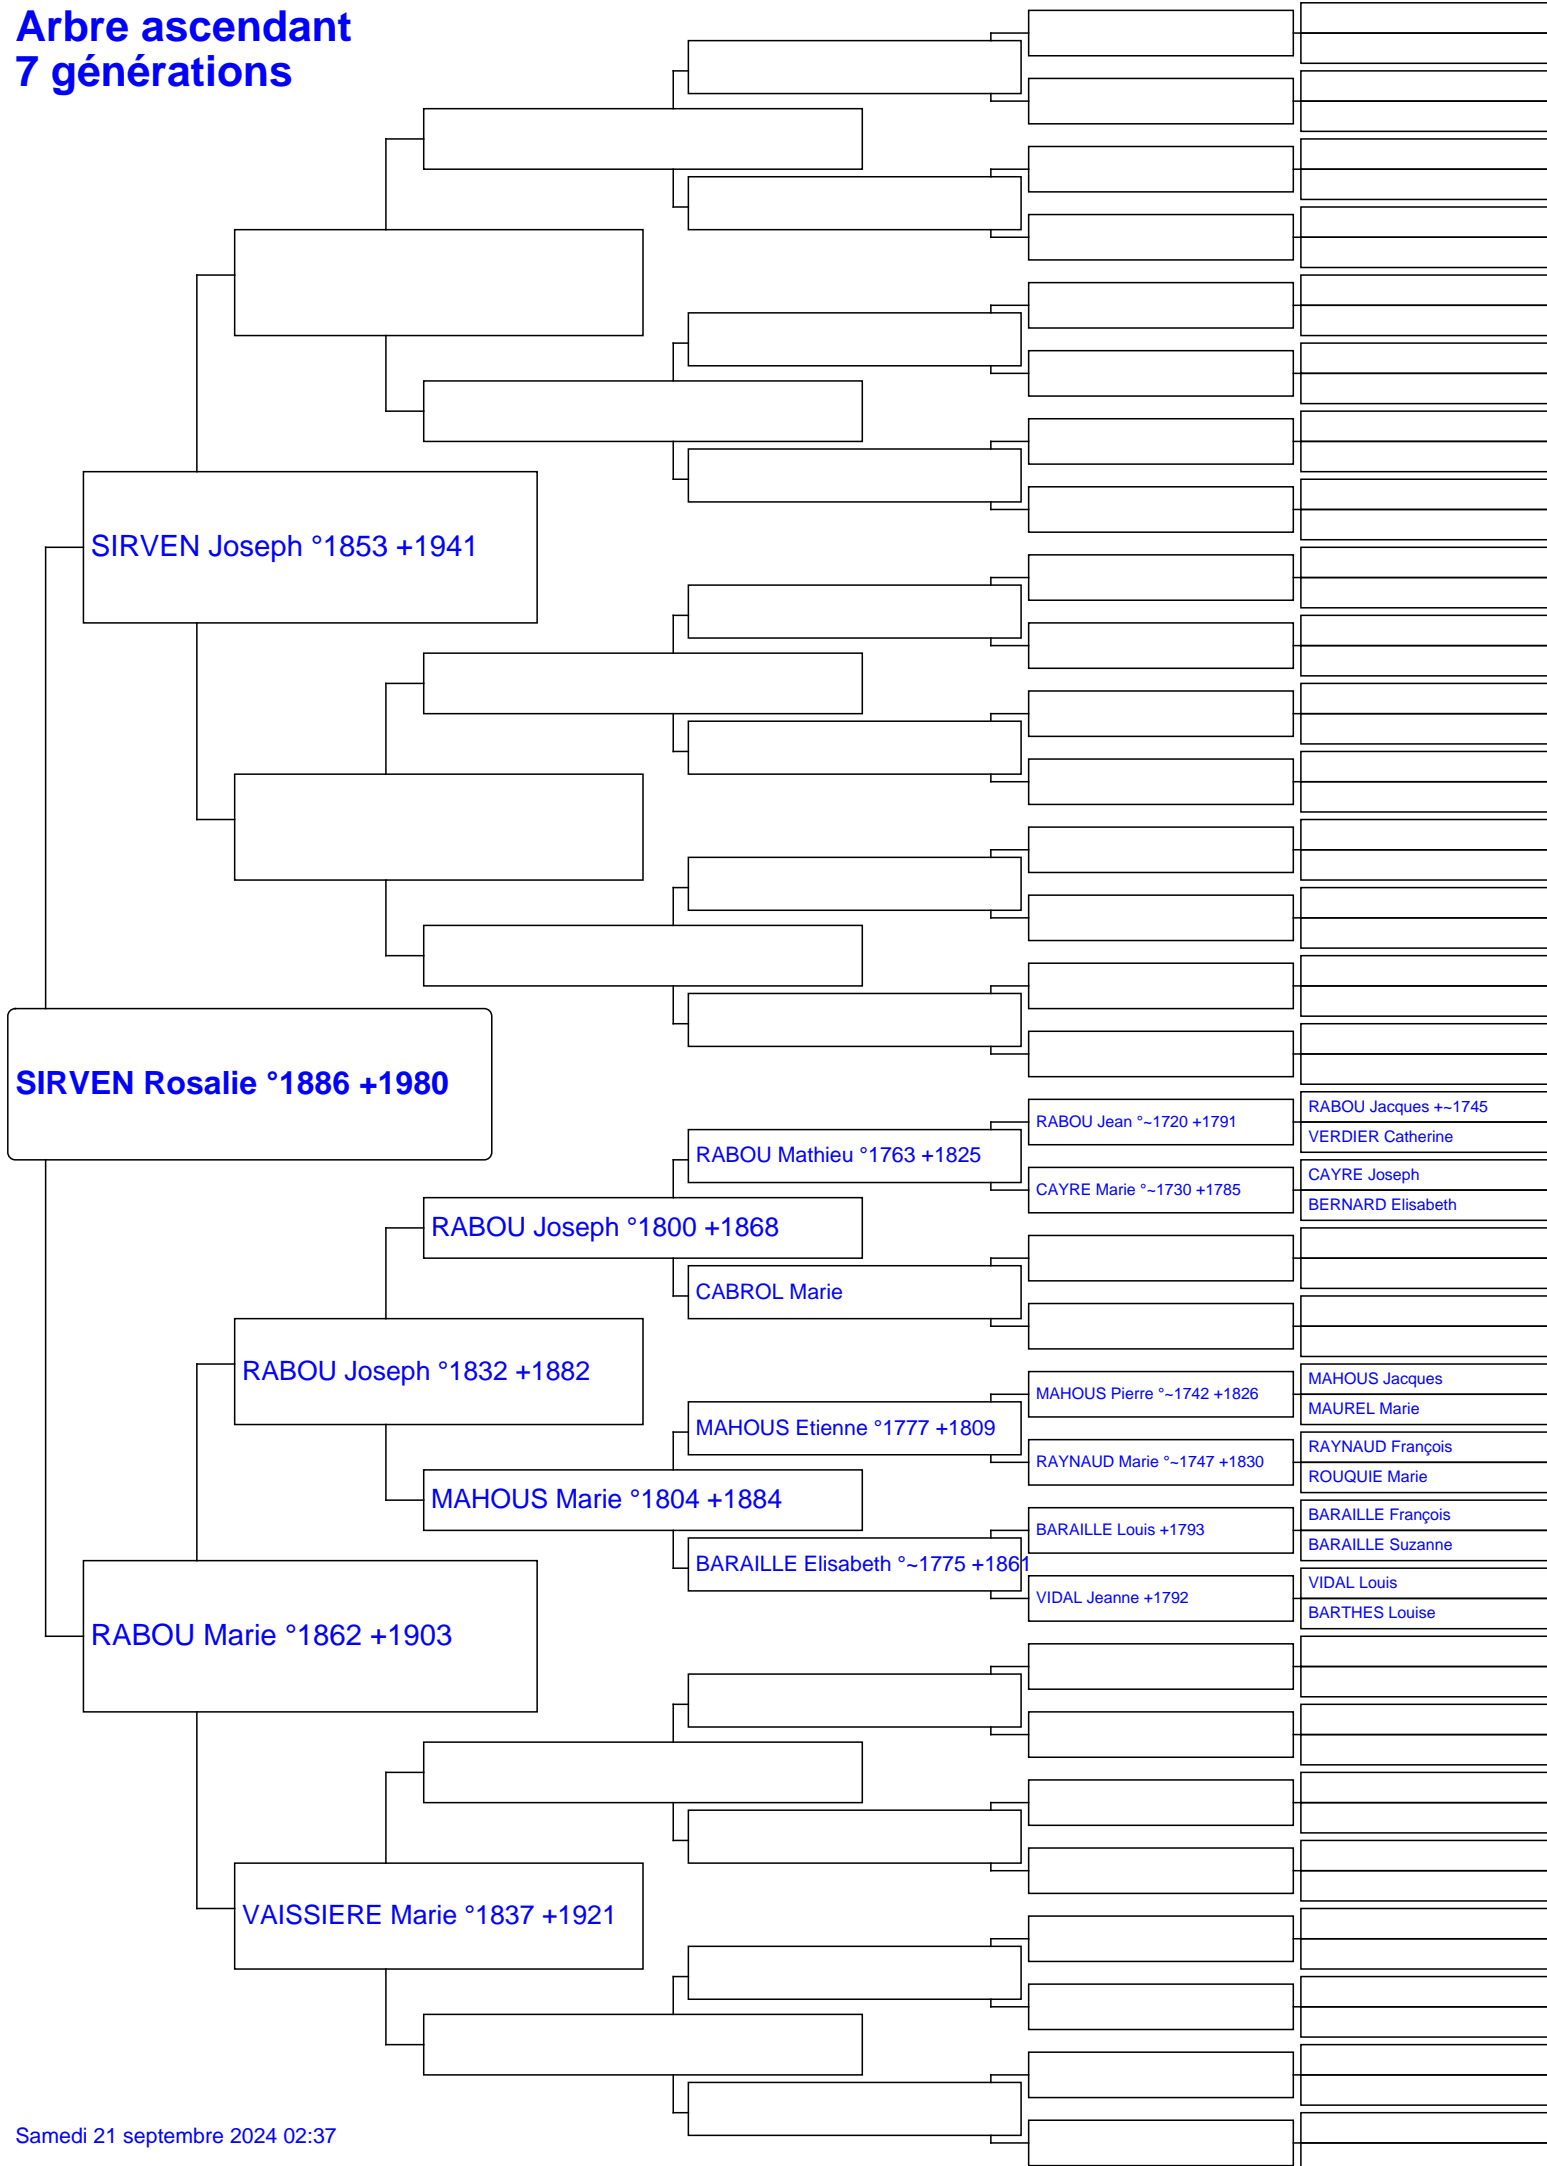 Arbre ascendant
7 générations
SIRVEN Joseph °1853 +1941
SIRVEN Rosalie °1886 +1980
RABOU Jacques +~1745
RABOU Jean °~1720 +1791
VERDIER Catherine
RABOU Mathieu °1763 +1825
CAYRE Joseph
CAYRE Marie °~1730 +1785
BERNARD Elisabeth
RABOU Joseph °1800 +1868
CABROL Marie
RABOU Joseph °1832 +1882
MAHOUS Jacques
MAHOUS Pierre °~1742 +1826
MAUREL Marie
MAHOUS Etienne °1777 +1809
RAYNAUD François
RAYNAUD Marie °~1747 +1830
ROUQUIE Marie
MAHOUS Marie °1804 +1884
BARAILLE François
BARAILLE Louis +1793
BARAILLE Suzanne
BARAILLE Elisabeth °~1775 +1861
VIDAL Louis
VIDAL Jeanne +1792
BARTHES Louise
RABOU Marie °1862 +1903
VAISSIERE Marie °1837 +1921
Samedi 21 septembre 2024 02:37